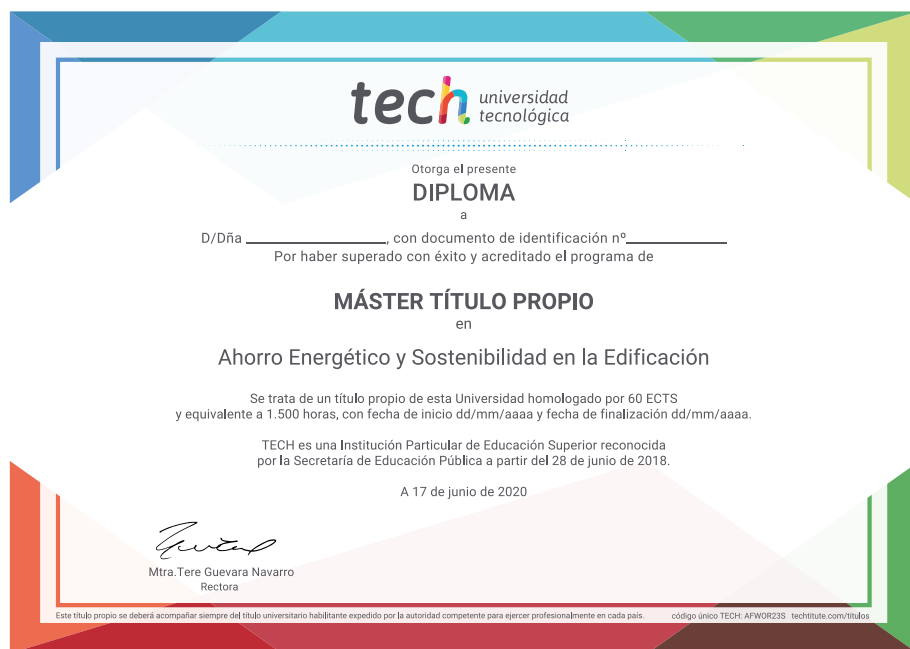 tech universidad
tecnológica
Otorga el presente
DIPLOMA
a
D/Dña ____________________, con documento de identificación nº______________
Por haber superado con éxito y acreditado el programa de
MÁSTER TÍTULO PROPIO
en
Ahorro Energético y Sostenibilidad en la Edificación
Se trata de un título propio de esta Universidad homologado por 60 ECTS
y equivalente a 1.500 horas, con fecha de inicio dd/mm/aaaa y fecha de finalización dd/mm/aaaa.
TECH es una Institución Particular de Educación Superior reconocida
por la Secretaría de Educación Pública a partir del 28 de junio de 2018.
A 17 de junio de 2020
Mtra.Tere Guevara Navarro
Rectora
Este título propio se deberá acompañar siempre del título universitario habilitante expedido por la autoridad competente para ejercer profesionalmente en cada país. código único TECH: AFWOR23S techtitute.com/titulos